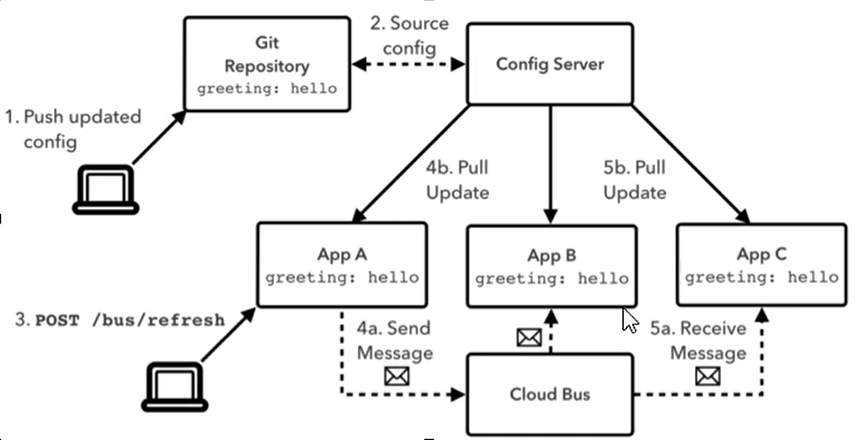 Git
Repository
greeting: hello
2. Source
config
Config Server
1. Push updated
config
4b. Pull
Update
5b. Pull
Update
App A
greeting: hello
App B
greeting: hello
App C
greeting: hello
3. POST /bus/refresh
4a. Send
Message
5a. Receive
Message
Cloud Bus